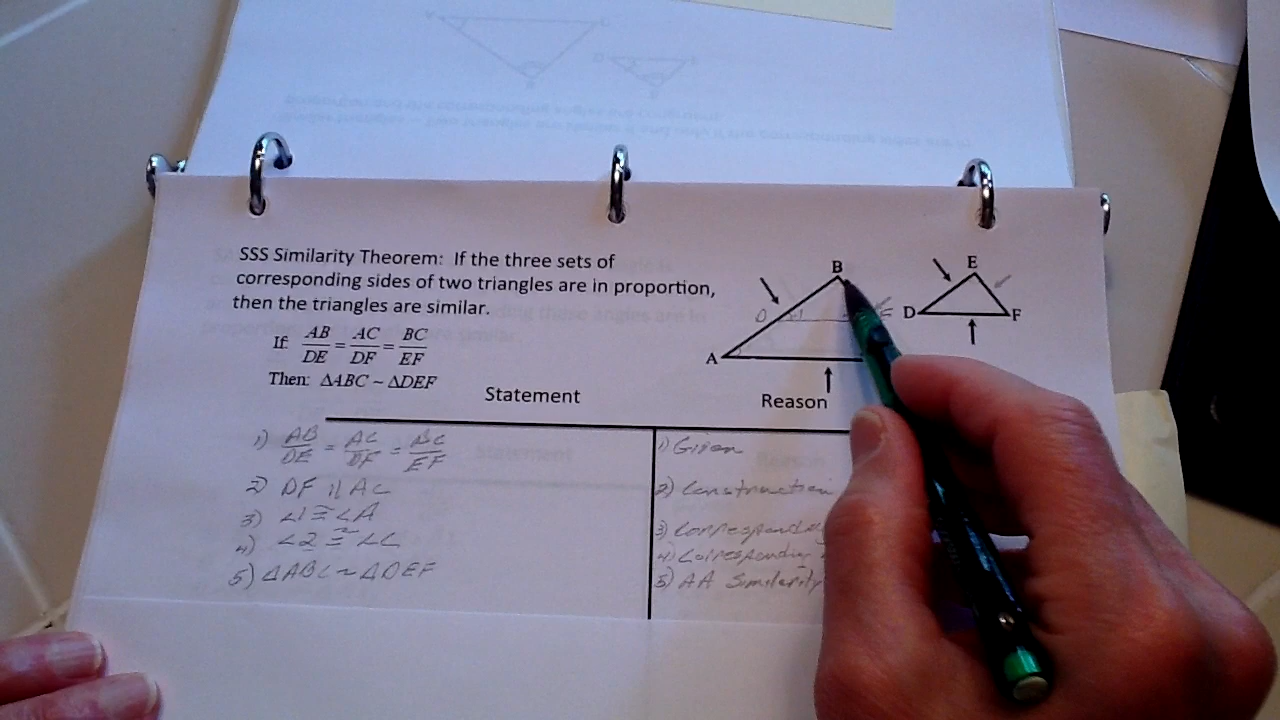 SSS Similarity Theorem: If the three sets of
corresponding sides of two triangles are in proportion,
then the triangles are similar.
If: AB/DE = AC/DF = BC/EF
Then: ΔABC ~ ΔDEF
B
A
D
E
D
F
Statement
Reason
1) AB/DE = AC/DF = BC/EF
1) Given
2) DF || AC
2) Construction
3) ∠1 ≅ ∠A
3) Corresponding
4) ∠2 ≅ ∠C
4) Corresponding
5) ΔABC ~ ΔDEF
5) AA Similarity